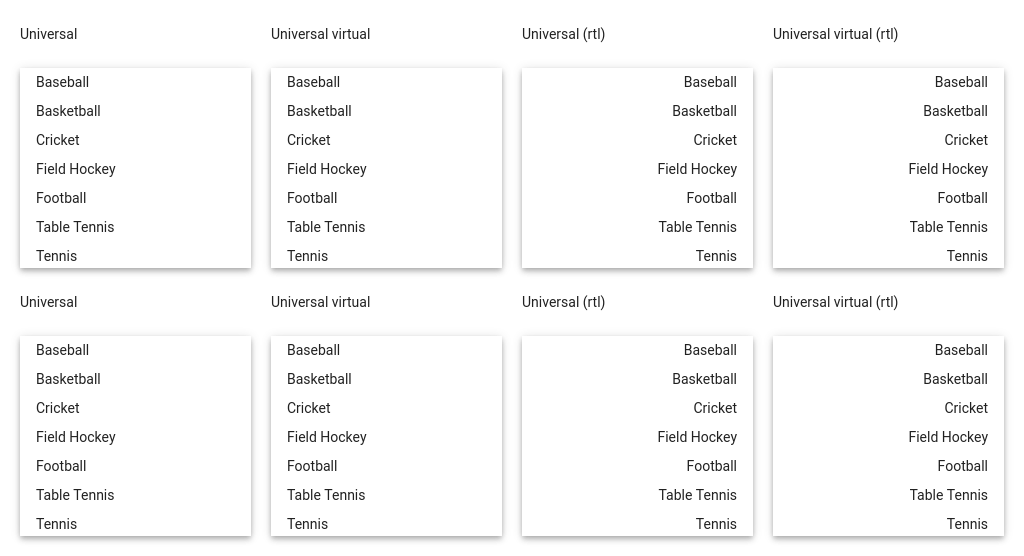 Universal
Baseball
Basketball
Cricket
Field Hockey
Football
Table Tennis
Tennis
Universal virtual
Baseball
Basketball
Cricket
Field Hockey
Football
Table Tennis
Tennis
Universal (rtl)
Baseball
Basketball
Cricket
Field Hockey
Football
Table Tennis
Tennis
Universal virtual (rtl)
Baseball
Basketball
Cricket
Field Hockey
Football
Table Tennis
Tennis
Universal
Baseball
Basketball
Cricket
Field Hockey
Football
Table Tennis
Tennis
Universal virtual
Baseball
Basketball
Cricket
Field Hockey
Football
Table Tennis
Tennis
Universal (rtl)
Baseball
Basketball
Cricket
Field Hockey
Football
Table Tennis
Tennis
Universal virtual (rtl)
Baseball
Basketball
Cricket
Field Hockey
Football
Table Tennis
Tennis